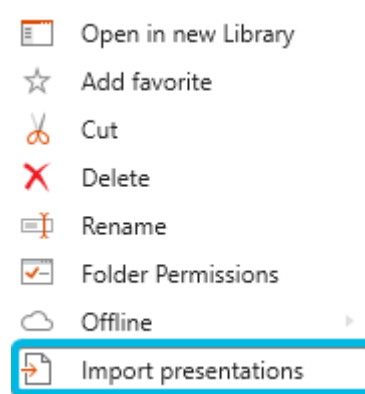 Open in new Library
Add favorite
Cut
Delete
Rename
Folder Permissions
Offline
Import presentations